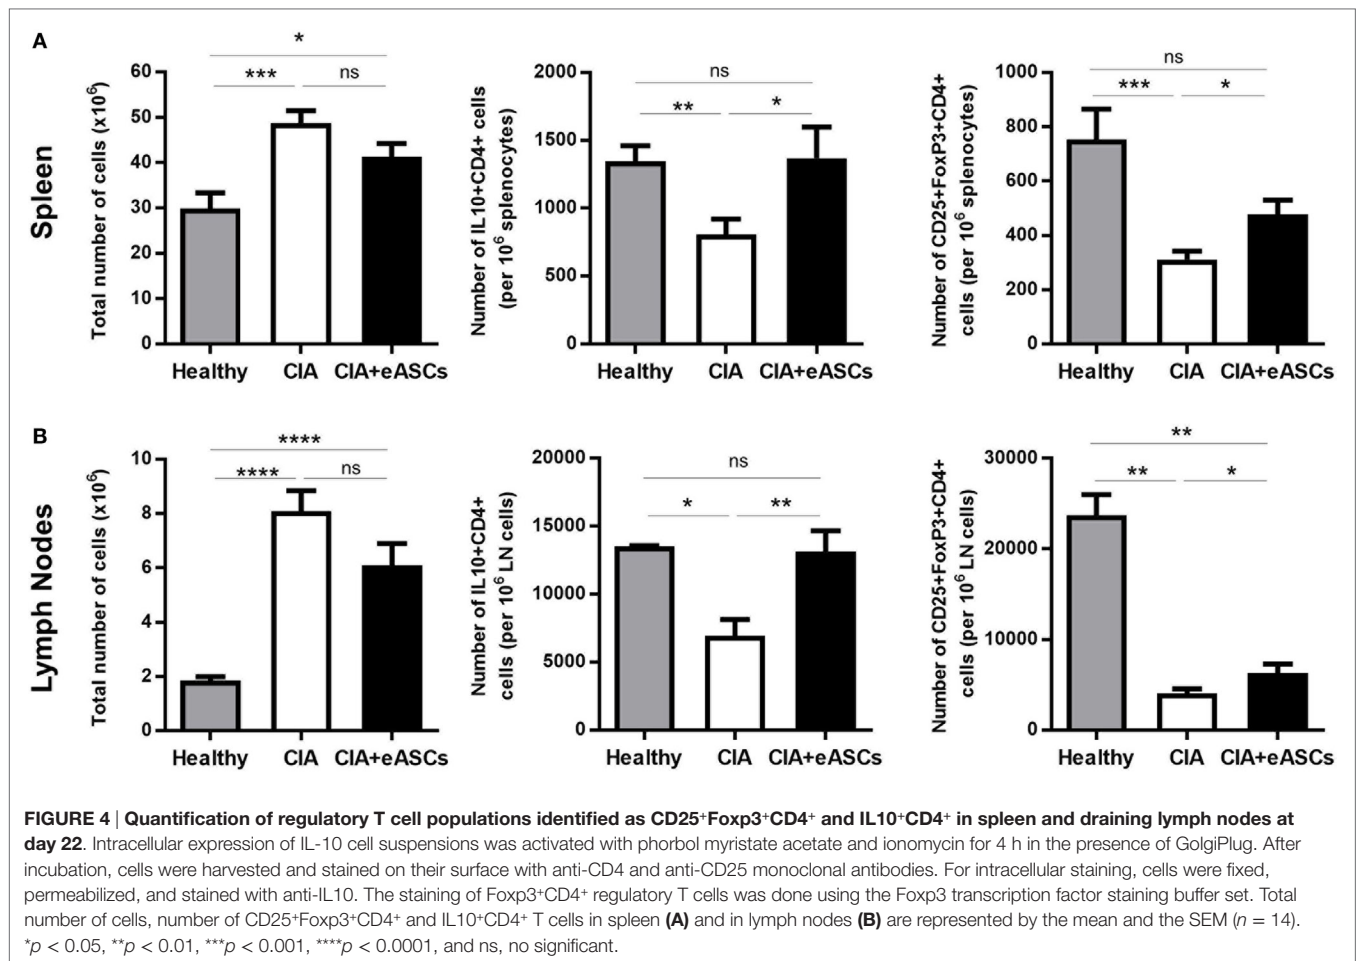 A
Spleen
Total number of cells (x10⁶)
60
50
40
30
20
10
0
*
***
ns
Healthy CIA CIA+eASCs
Number of IL10+CD4+ cells
(per 10⁶ splenocytes)
2000
1500
1000
500
0
ns
**
*
Healthy CIA CIA+eASCs
Number of CD25+FoxP3+CD4+
cells (per 10⁶ splenocytes)
1000
800
600
400
200
0
ns
***
*
Healthy CIA CIA+eASCs
B
Lymph Nodes
Total number of cells (x10⁶)
10
8
6
4
2
0
****
****
ns
Healthy CIA CIA+eASCs
Number of IL10+CD4+
cells (per 10⁶ LN cells)
20000
15000
10000
5000
0
ns
*
**
Healthy CIA CIA+eASCs
Number of CD25+FoxP3+CD4+
cells (per 10⁶ LN cells)
30000
20000
10000
0
**
**
*
Healthy CIA CIA+eASCs
FIGURE 4 | Quantification of regulatory T cell populations identified as CD25⁺Foxp3⁺CD4⁺ and IL10⁺CD4⁺ in spleen and draining lymph nodes at
day 22. Intracellular expression of IL-10 cell suspensions was activated with phorbol myristate acetate and ionomycin for 4 h in the presence of GolgiPlug. After
incubation, cells were harvested and stained on their surface with anti-CD4 and anti-CD25 monoclonal antibodies. For intracellular staining, cells were fixed,
permeabilized, and stained with anti-IL10. The staining of Foxp3⁺CD4⁺ regulatory T cells was done using the Foxp3 transcription factor staining buffer set. Total
number of cells, number of CD25⁺Foxp3⁺CD4⁺ and IL10⁺CD4⁺ T cells in spleen (A) and in lymph nodes (B) are represented by the mean and the SEM (n = 14).
*p < 0.05, **p < 0.01, ***p < 0.001, ****p < 0.0001, and ns, no significant.